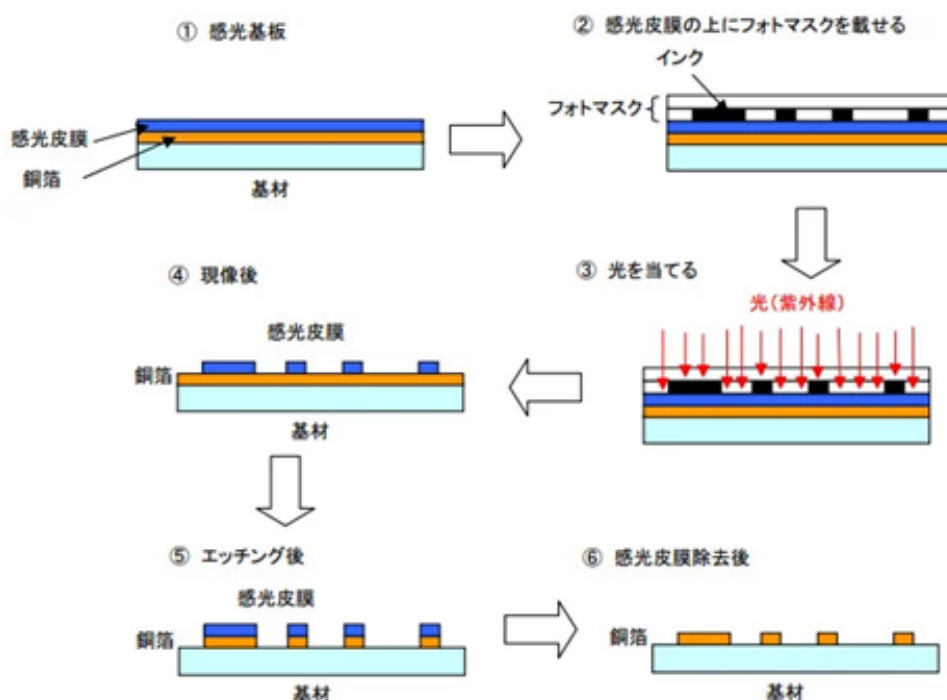 ① 感光基板
感光皮膜
銅箔
基材
② 感光皮膜の上にフォトマスクを載せる
インク
フォトマスク
③ 光を当てる
光(紫外線)
④ 現像後
感光皮膜
銅箔
基材
⑤ エッチング後
感光皮膜
銅箔
基材
⑥ 感光皮膜除去後
銅箔
基材